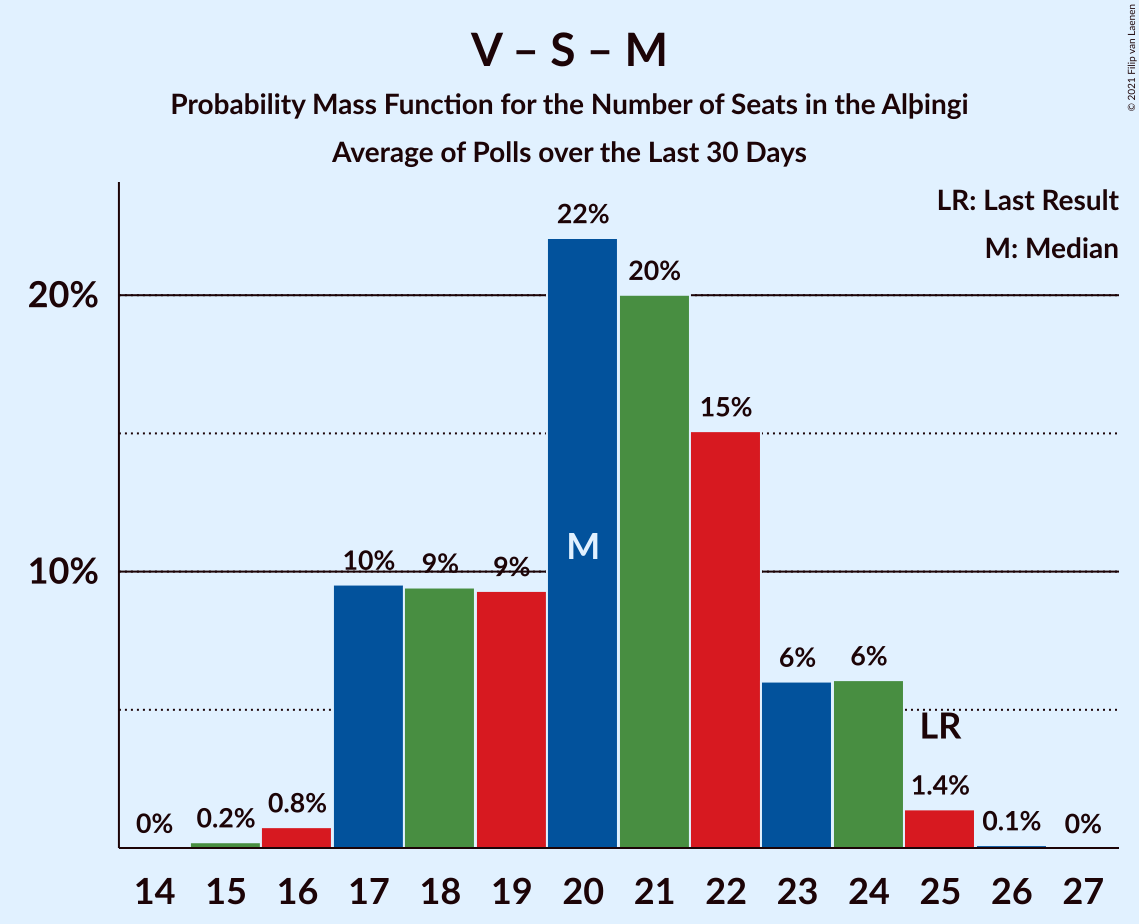 V – S – M
Probability Mass Function for the Number of Seats in the Alþingi
Average of Polls over the Last 30 Days
© 2021 Filip van Laenen
LR: Last Result
M: Median
20%
10%
0%
0.2%
0.8%
10%
9%
9%
22%
20%
15%
6%
6%
1.4%
0.1%
0%
M
LR
14 15 16 17 18 19 20 21 22 23 24 25 26 27